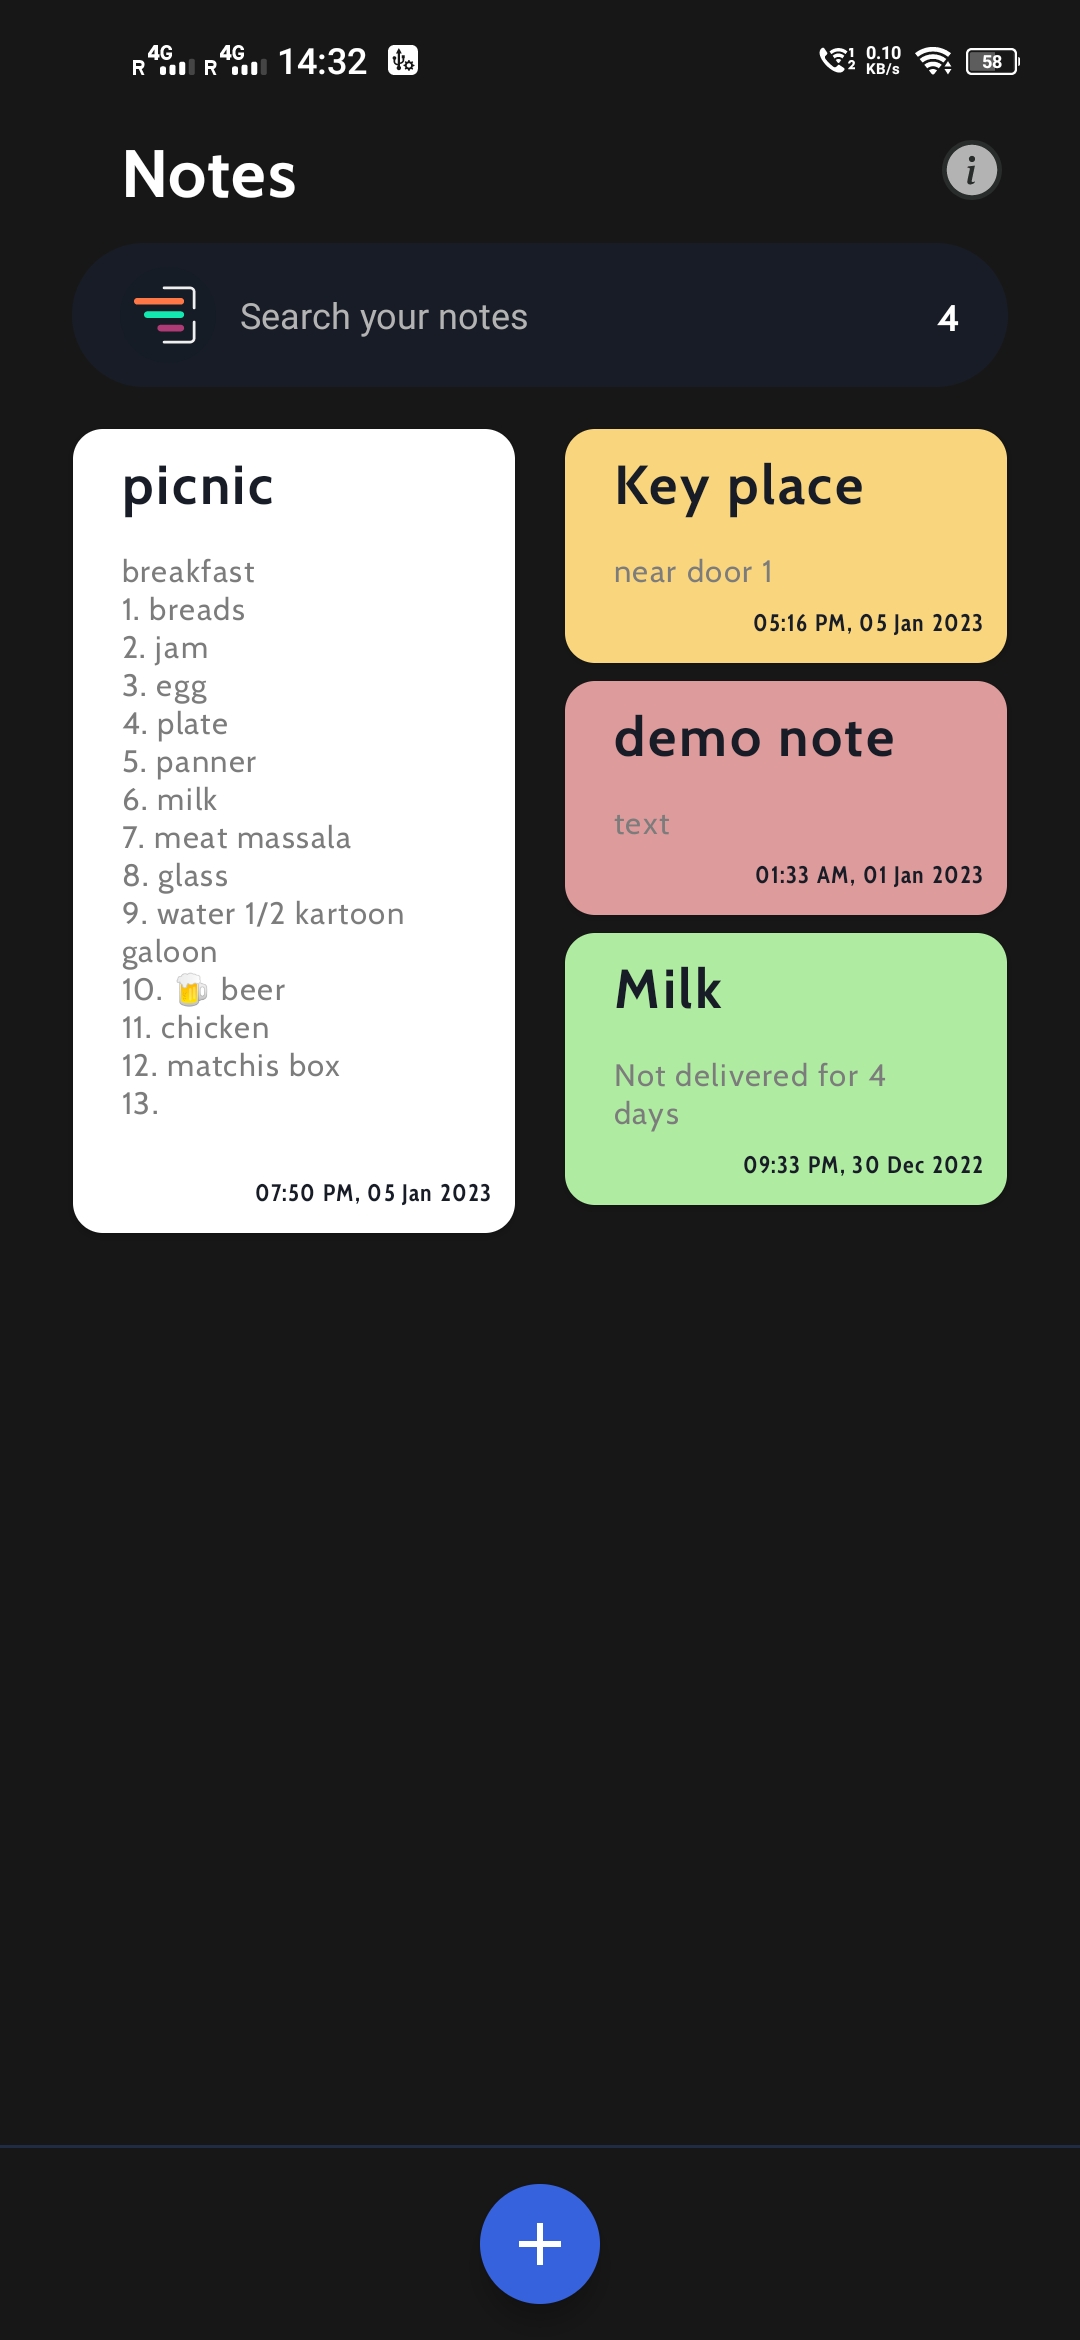 R 4G R 4G 14:32
1 2 0.10 KB/s 58
Notes
i
Search your notes 4
picnic
breakfast
1. breads
2. jam
3. egg
4. plate
5. panner
6. milk
7. meat massala
8. glass
9. water 1/2 kartoon
galoon
10. 🍺 beer
11. chicken
12. matchis box
13.
07:50 PM, 05 Jan 2023
Key place
near door 1
05:16 PM, 05 Jan 2023
demo note
text
01:33 AM, 01 Jan 2023
Milk
Not delivered for 4
days
09:33 PM, 30 Dec 2022